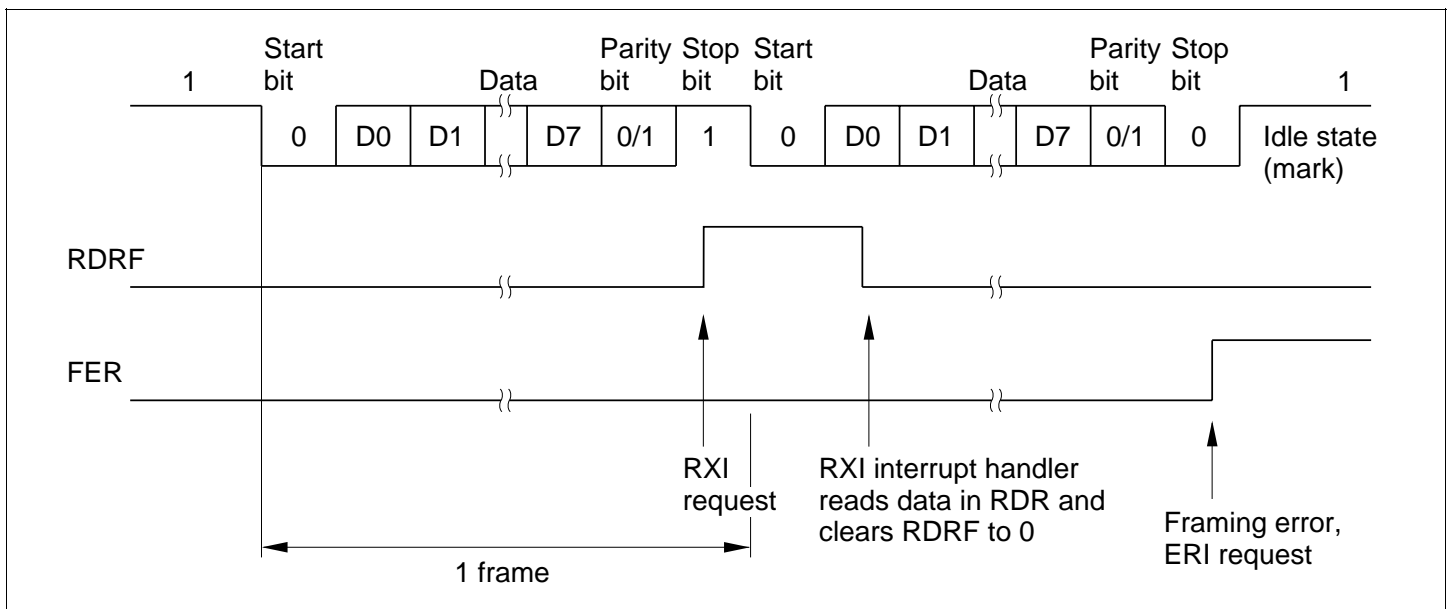 Start Parity Stop Start Parity Stop
1 bit Data bit bit bit Data bit bit 1
0 D0 D1 D7 0/1 1 0 D0 D1 D7 0/1 0 Idle state
(mark)
RDRF
FER
RXI
request
RXI interrupt handler
reads data in RDR and
clears RDRF to 0
Framing error,
ERI request
1 frame